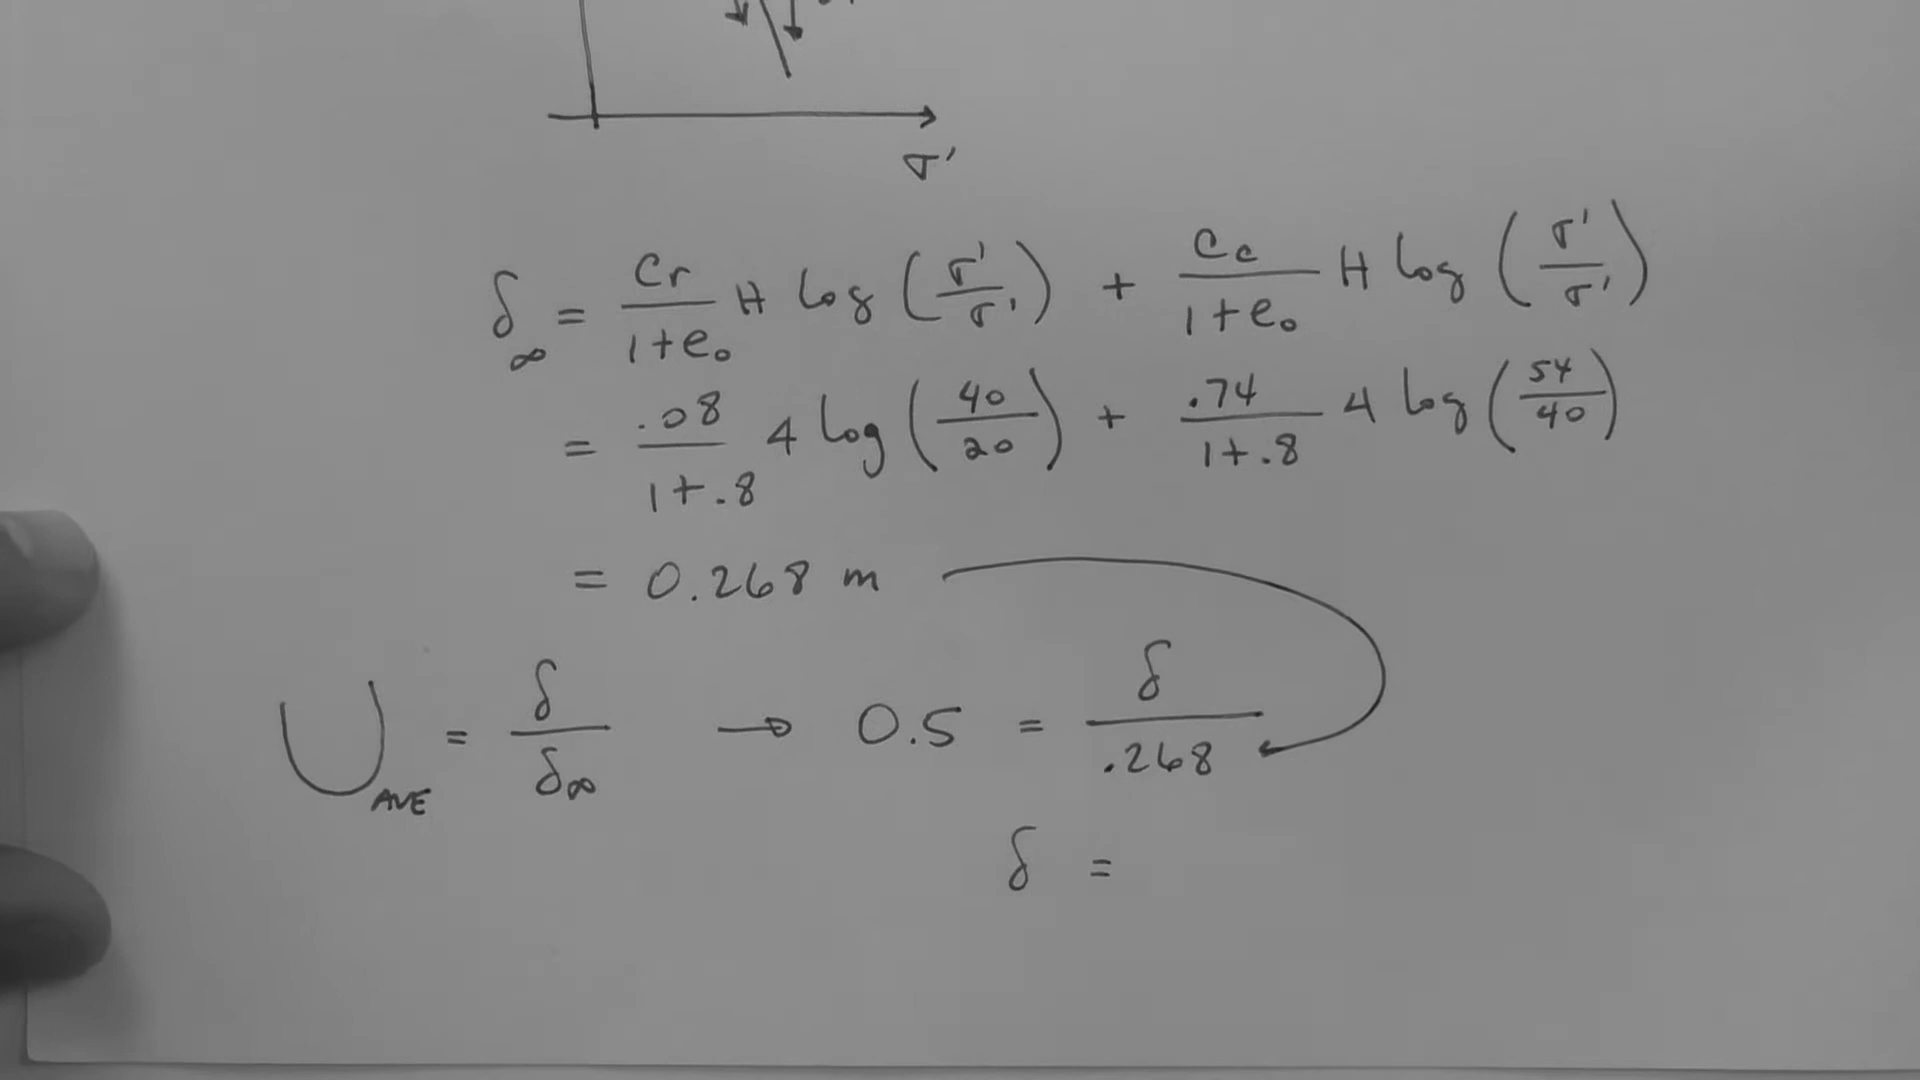 σ'
δ∞ = Cr/1+e₀ H log (σ'/σ') + Cc/1+e₀ H log (σ'/σ')
= .08/1+.8 4 log (40/20) + .74/1+.8 4 log (54/40)
= 0.268 m
U AVE = δ/δ∞ → 0.5 = δ/.268
δ =